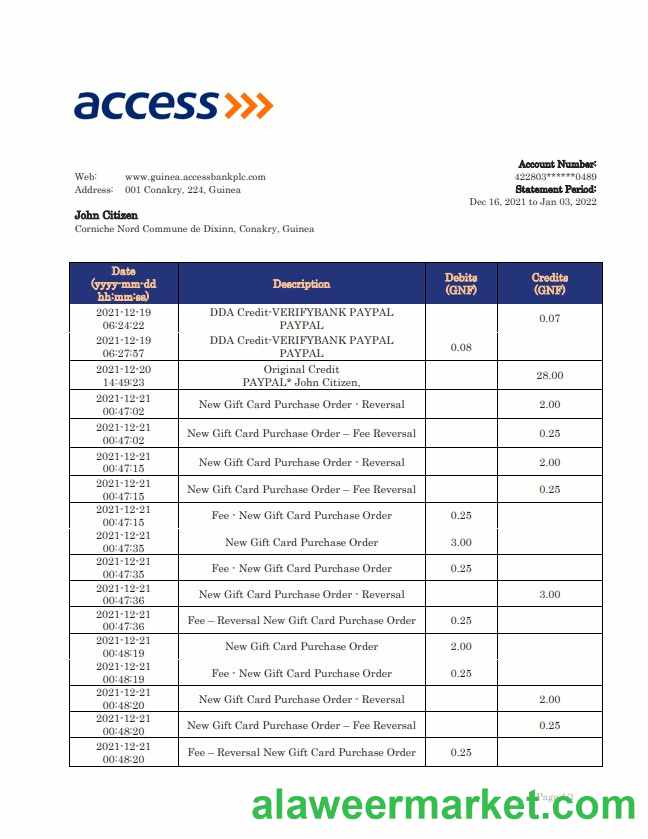 access
Account Number:
Web: www.guinea.accessbankplc.com 422803******0489
Address: 001 Conakry, 224, Guinea Statement Period:
Dec 16, 2021 to Jan 03, 2022
John Citizen
Corniche Nord Commune de Dixinn, Conakry, Guinea
Date (yyyy-mm-dd hh:mm:ss) Description Debits (GNF) Credits (GNF)
2021-12-19 06:24:22 DDA Credit-VERIFYBANK PAYPAL PAYPAL 0.07
2021-12-19 06:27:57 DDA Credit-VERIFYBANK PAYPAL PAYPAL 0.08
2021-12-20 14:49:23 Original Credit PAYPAL* John Citizen, 28.00
2021-12-21 00:47:02 New Gift Card Purchase Order - Reversal 2.00
2021-12-21 00:47:02 New Gift Card Purchase Order – Fee Reversal 0.25
2021-12-21 00:47:15 New Gift Card Purchase Order - Reversal 2.00
2021-12-21 00:47:15 New Gift Card Purchase Order – Fee Reversal 0.25
2021-12-21 00:47:15 Fee - New Gift Card Purchase Order 0.25
2021-12-21 00:47:35 New Gift Card Purchase Order 3.00
2021-12-21 00:47:35 Fee - New Gift Card Purchase Order 0.25
2021-12-21 00:47:36 New Gift Card Purchase Order - Reversal 3.00
2021-12-21 00:47:36 Fee – Reversal New Gift Card Purchase Order 0.25
2021-12-21 00:48:19 New Gift Card Purchase Order 2.00
2021-12-21 00:48:19 Fee - New Gift Card Purchase Order 0.25
2021-12-21 00:48:20 New Gift Card Purchase Order - Reversal 2.00
2021-12-21 00:48:20 New Gift Card Purchase Order – Fee Reversal 0.25
2021-12-21 00:48:20 Fee – Reversal New Gift Card Purchase Order 0.25
alaweermarket.com